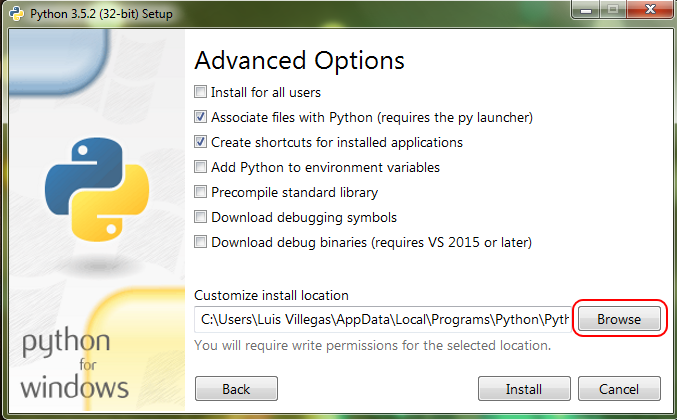 Python 3.5.2 (32-bit) Setup
Advanced Options
Install for all users
Associate files with Python (requires the py launcher)
Create shortcuts for installed applications
Add Python to environment variables
Precompile standard library
Download debugging symbols
Download debug binaries (requires VS 2015 or later)
Customize install location
C:\Users\Luis Villegas\AppData\Local\Programs\Python\Pyth
Browse
You will require write permissions for the selected location.
python
for
windows
Back
Install
Cancel